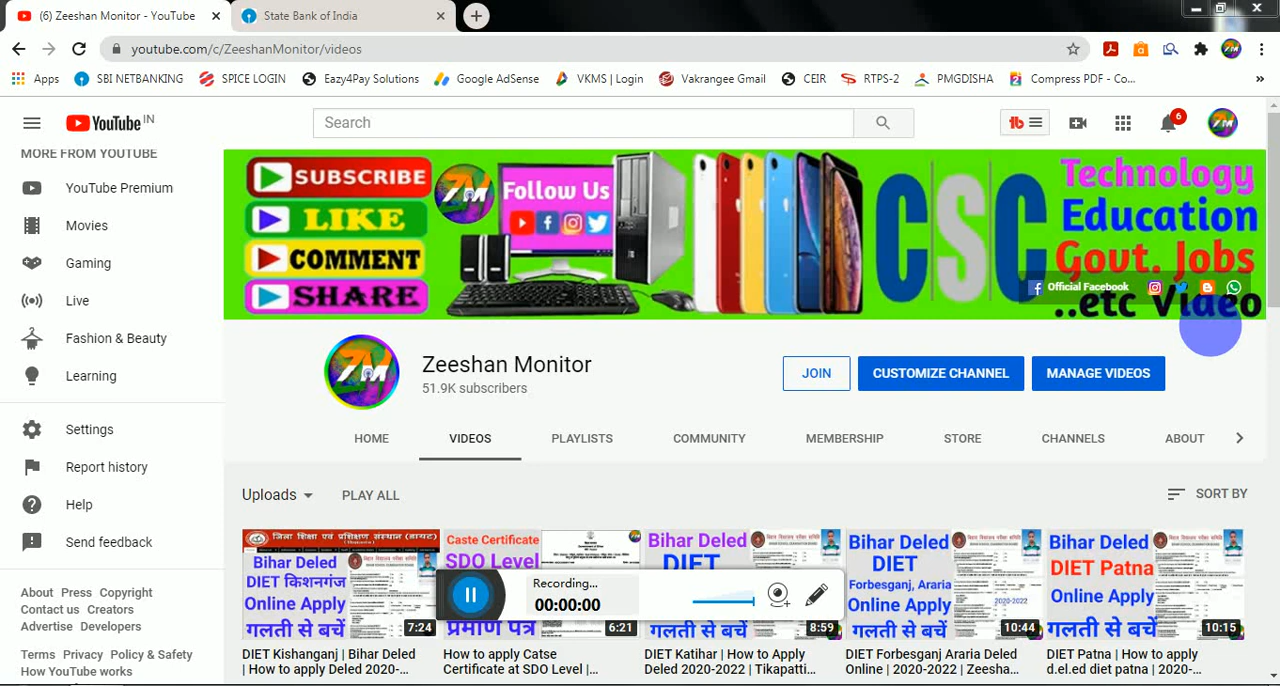 (6) Zeeshan Monitor - YouTube
State Bank of India
youtube.com/c/ZeeshanMonitor/videos
Apps
SBI NETBANKING
SPICE LOGIN
Eazy4Pay Solutions
Google AdSense
VKMS | Login
Vakrangee Gmail
CEIR
RTPS-2
PMGDISHA
Compress PDF - Co...
YouTube IN
Search
6
MORE FROM YOUTUBE
YouTube Premium
Movies
Gaming
Live
Fashion & Beauty
Learning
Settings
Report history
Help
Send feedback
About Press Copyright
Contact us Creators
Advertise Developers
Terms Privacy Policy & Safety
How YouTube works
SUBSCRIBE
LIKE
COMMENT
SHARE
ZM
Follow Us
CSC
Technology
Education
Govt. Jobs
..etc Video
Official Facebook
Zeeshan Monitor
51.9K subscribers
JOIN
CUSTOMIZE CHANNEL
MANAGE VIDEOS
HOME
VIDEOS
PLAYLISTS
COMMUNITY
MEMBERSHIP
STORE
CHANNELS
ABOUT
Uploads
PLAY ALL
SORT BY
जिला शिक्षा एवं प्रशिक्षण संस्थान (डायट)
Bihar Deled
DIET किशनगंज
Online Apply
गलती से बचें
7:24
DIET Kishanganj | Bihar Deled
| How to apply Deled 2020-...
Caste Certificate
SDO Level
प्रमाण पत्र
6:21
How to apply Catse
Certificate at SDO Level |...
Bihar Deled
DIET
गलती से बचें
8:59
DIET Katihar | How to Apply
Deled 2020-2022 | Tikapatti...
Bihar Deled
DIET
Forbesganj, Araria
Online Apply
गलती से बचें
2020-2022
10:44
DIET Forbesganj Araria Deled
Online | 2020-2022 | Zeesha...
Bihar Deled
DIET Patna
Online Apply
गलती से बचें
10:15
DIET Patna | How to apply
d.el.ed diet patna | 2020-...
Recording...
00:00:00